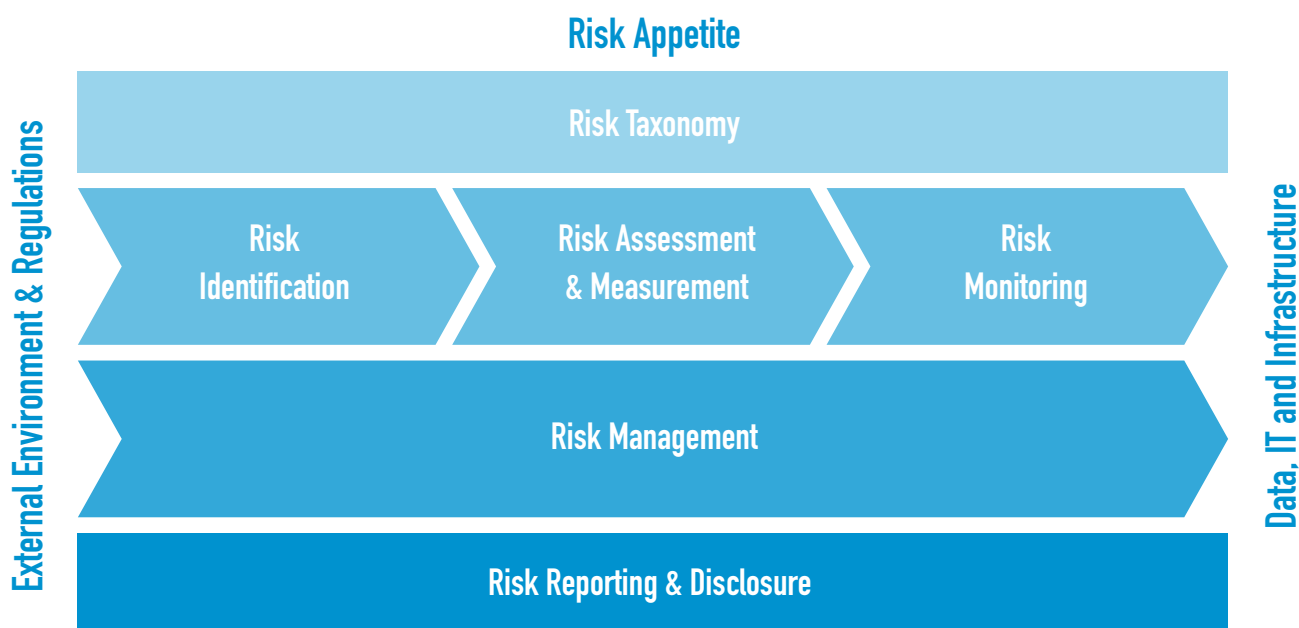 Risk Appetite
External Environment & Regulations
Risk Taxonomy
Risk
Identification
Risk Assessment
& Measurement
Risk
Monitoring
Risk Management
Risk Reporting & Disclosure
Data, IT and Infrastructure